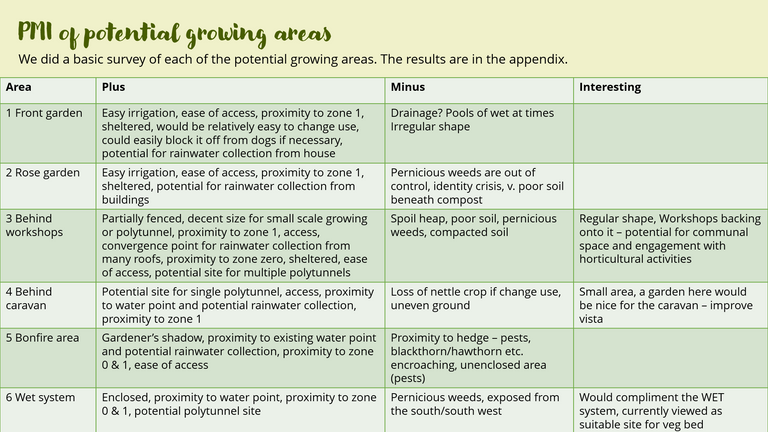 PMI of potential growing areas
We did a basic survey of each of the potential growing areas. The results are in the appendix.
Area
Plus
Minus
Interesting
1 Front garden
Easy irrigation, ease of access, proximity to zone 1,
sheltered, would be relatively easy to change use,
could easily block it off from dogs if necessary,
potential for rainwater collection from house
Drainage? Pools of wet at times
Irregular shape
2 Rose garden
Easy irrigation, ease of access, proximity to zone 1,
sheltered, potential for rainwater collection from
buildings
Pernicious weeds are out of
control, identity crisis, v. poor soil
beneath compost
3 Behind
workshops
Partially fenced, decent size for small scale growing
or polytunnel, proximity to zone 1, access,
convergence point for rainwater collection from
many roofs, proximity to zone zero, sheltered, ease
of access, potential site for multiple polytunnels
Spoil heap, poor soil, pernicious
weeds, compacted soil
Regular shape, Workshops backing
onto it – potential for communal
space and engagement with
horticultural activities
4 Behind
caravan
Potential site for single polytunnel, access, proximity
to water point and potential rainwater collection,
proximity to zone 1
Loss of nettle crop if change use,
uneven ground
Small area, a garden here would
be nice for the caravan – improve
vista
5 Bonfire area
Gardener’s shadow, proximity to existing water point
and potential rainwater collection, proximity to zone
0 & 1, ease of access
Proximity to hedge – pests,
blackthorn/hawthorn etc.
encroaching, unenclosed area
(pests)
6 Wet system
Enclosed, proximity to water point, proximity to zone
0 & 1, potential polytunnel site
Pernicious weeds, exposed from
the south/south west
Would compliment the WET
system, currently viewed as
suitable site for veg bed